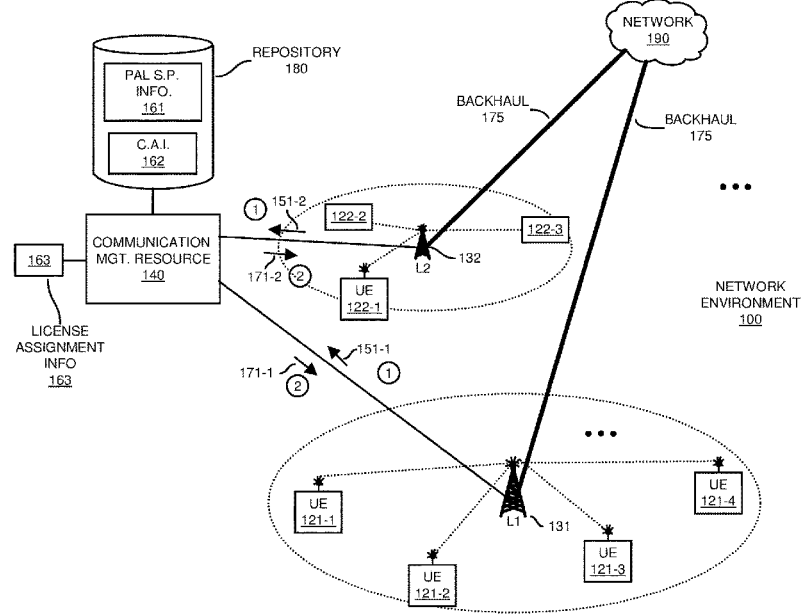 NETWORK
190
REPOSITORY
180
PAL S.P.
INFO.
161
C.A.I.
162
BACKHAUL
175
BACKHAUL
175
1
151-2
122-2
122-3
COMMUNICATION
MGT. RESOURCE
140
163
171-2
2
L2
132
UE
122-1
NETWORK
ENVIRONMENT
100
LICENSE
ASSIGNMENT
INFO
163
151-1
1
171-1
2
UE
121-1
UE
121-4
L1
131
UE
121-3
UE
121-2